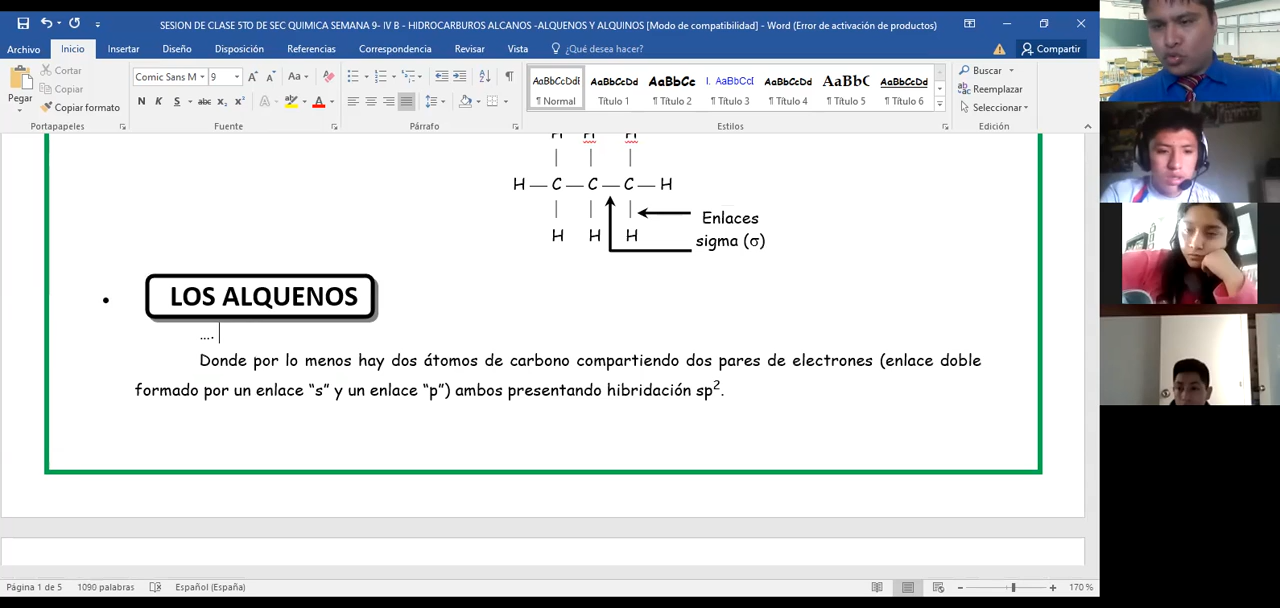 SESION DE CLASE 5TO DE SEC QUIMICA SEMANA 9- IV B - HIDROCARBUROS ALCANOS -ALQUENOS Y ALQUINOS [Modo de compatibilidad] - Word (Error de activación de productos)
Archivo Inicio Insertar Diseño Disposición Referencias Correspondencia Revisar Vista ¿Qué desea hacer? Compartir
Pegar
Cortar
Copiar
Copiar formato
Portapapeles
Comic Sans M 9
N K S abc x₂ x²
Fuente
Párrafo
AaBbCcDdI AaBbCcDd AaBbCc I. AaBbCcI AaBbCcDd AaBbC AaBbCcDd
¶ Normal Título 1 ¶ Título 2 ¶ Título 3 ¶ Título 4 ¶ Título 5 ¶ Título 6
Estilos
Buscar
Reemplazar
Seleccionar
Edición
H H H
| | |
H — C — C — C — H
| | |
H H H
Enlaces
sigma (σ)
• LOS ALQUENOS
....
Donde por lo menos hay dos átomos de carbono compartiendo dos pares de electrones (enlace doble
formado por un enlace “s” y un enlace “p”) ambos presentando hibridación sp².
Página 1 de 5 1090 palabras Español (España) 170 %